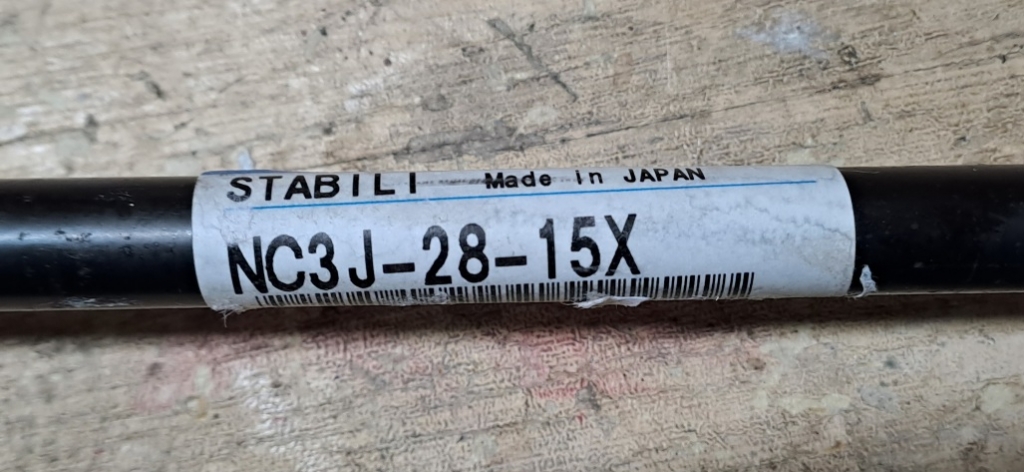 STABILI Made in JAPAN
NC3J-28-15X